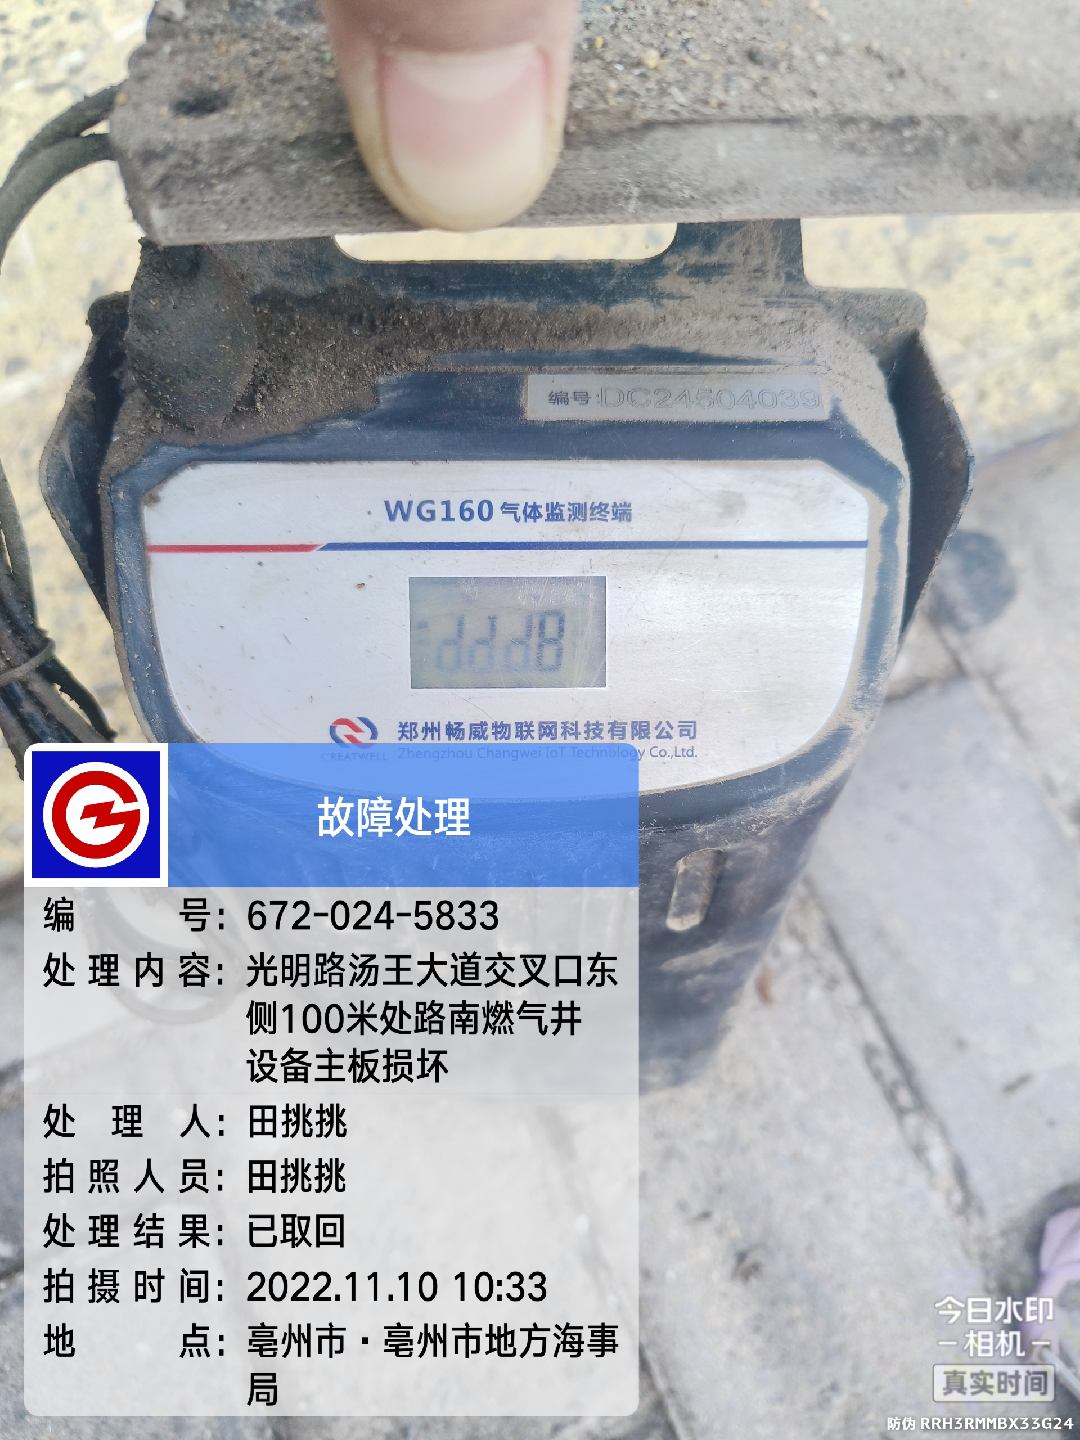 编号:DC24504039
WG160 气体监测终端
郑州畅威物联网科技有限公司
CREATWELL Zhengzhou Changwei IoT Technology Co.,Ltd.
故障处理
编号: 672-024-5833
处理内容: 光明路汤王大道交叉口东
侧100米处路南燃气井
设备主板损坏
处理人: 田挑挑
拍照人员: 田挑挑
处理结果: 已取回
拍摄时间: 2022.11.10 10:33
地点: 亳州市·亳州市地方海事
局
今日水印
-相机-
真实时间
防伪 RRH3RMMBX33G24